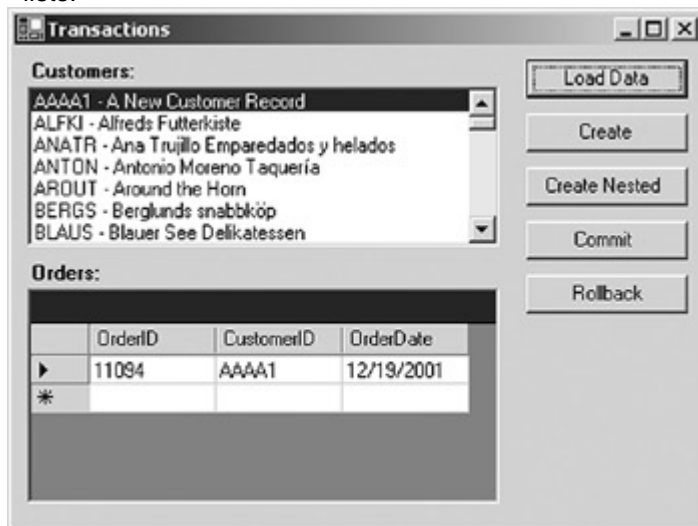 Transactions
Customers:
AAAA1 - A New Customer Record
ALFKI - Alfreds Futterkiste
ANATR - Ana Trujillo Emparedados y helados
ANTON - Antonio Moreno Taquería
AROUT - Around the Horn
BERGS - Berglunds snabbköp
BLAUS - Blauer See Delikatessen
Load Data
Create
Create Nested
Commit
Rollback
Orders:
OrderID CustomerID OrderDate
11094 AAAA1 12/19/2001